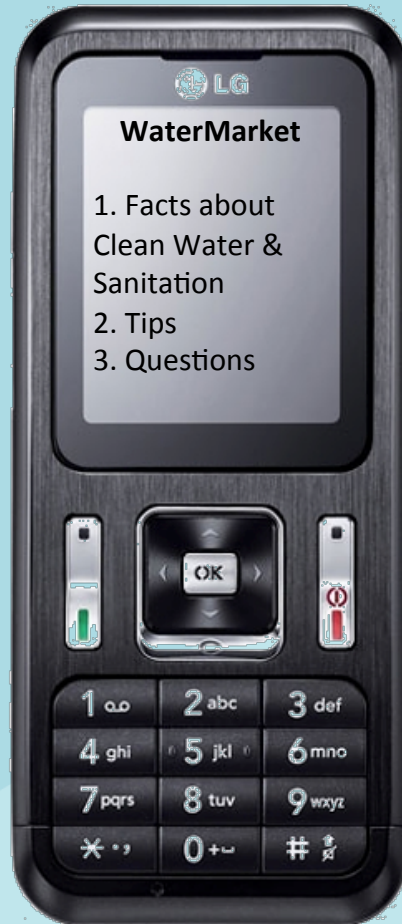 LG
WaterMarket
1. Facts about
Clean Water &
Sanitation
2. Tips
3. Questions
OK
1
2 abc
3 def
4 ghi
5 jkl
6 mno
7 pqrs
8 tuv
9 wxyz
* . ,
0 +
#